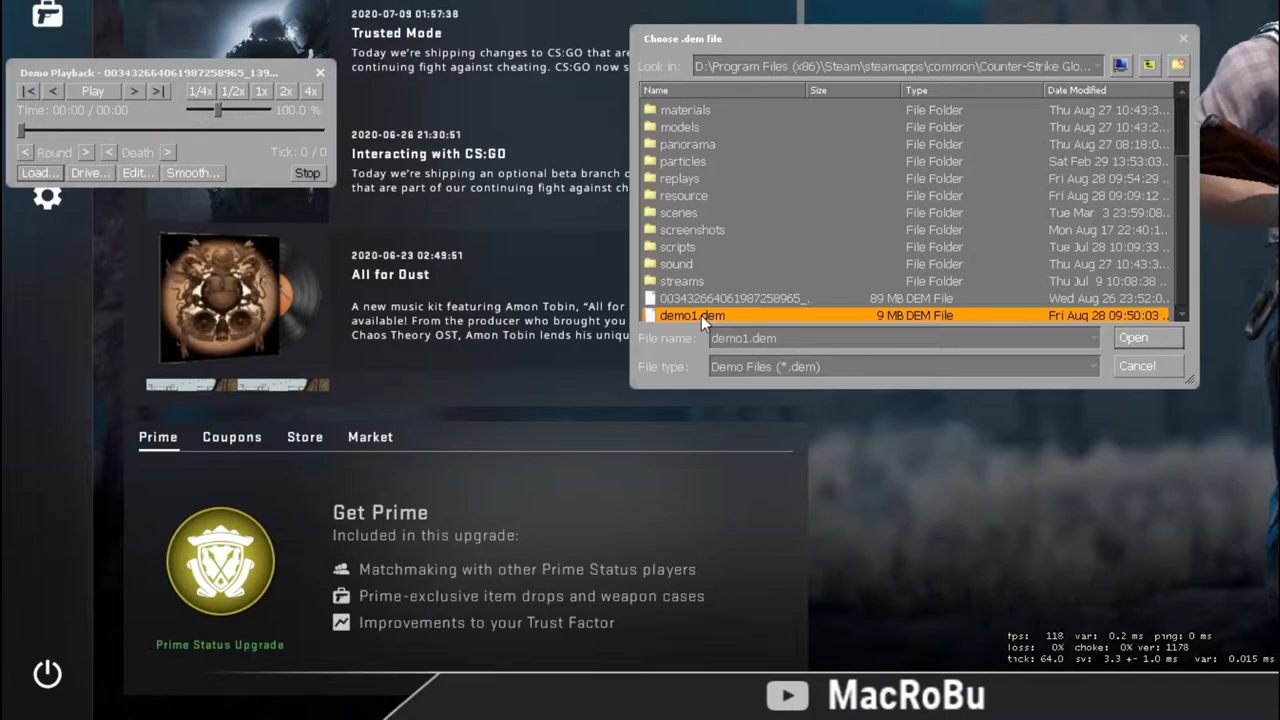 2020-07-09 01:57:38
Trusted Mode
Today we're shipping changes to CS:GO that are
continuing fight against cheating. CS:GO now s
Demo Playback - 003432664061987258965_139...
|< < Play > >| 1/4x 1/2x 1x 2x 4x
Time: 00:00 / 00:00 100.0 %
< Round > < Death > Tick: 0 / 0
Load... Drive... Edit... Smooth... Stop
2020-06-26 21:30:51
Interacting with CS:GO
Today we're shipping an optional beta branch o
that are part of our continuing fight against ch
2020-06-23 02:49:51
All for Dust
A new music kit featuring Amon Tobin, "All for
available! From the producer who brought you
Chaos Theory OST, Amon Tobin lends his uniqu
Choose .dem file
Look in: D:\Program Files (x86)\Steam\steamapps\common\Counter-Strike Glo...
Name Size Type Date Modified
materials File Folder Thu Aug 27 10:43:3...
models File Folder Thu Aug 27 10:43:2...
panorama File Folder Thu Aug 27 08:18:0...
particles File Folder Sat Feb 29 13:53:03...
replays File Folder Fri Aug 28 09:54:29 ...
resource File Folder Fri Aug 28 09:09:12 ...
scenes File Folder Tue Mar 3 23:59:08...
screenshots File Folder Mon Aug 17 22:40:1...
scripts File Folder Tue Jul 28 10:09:33 ...
sound File Folder Thu Aug 27 10:43:3...
streams File Folder Thu Jul 9 10:08:38 ...
003432664061987258965_. 89 MB DEM File Wed Aug 26 23:52:0..
demo1.dem 9 MB DEM File Fri Aug 28 09:50:03 ...
File name: demo1.dem Open
File type: Demo Files (*.dem) Cancel
Prime Coupons Store Market
Get Prime
Included in this upgrade:
Matchmaking with other Prime Status players
Prime-exclusive item drops and weapon cases
Improvements to your Trust Factor
Prime Status Upgrade
fps: 118 var: 0.2 ms ping: 0 ms
loss: 0% choke: 0% ver: 1178
tick: 64.0 sv: 3.3 +- 1.0 ms var: 0.015 ms
MacRoBu